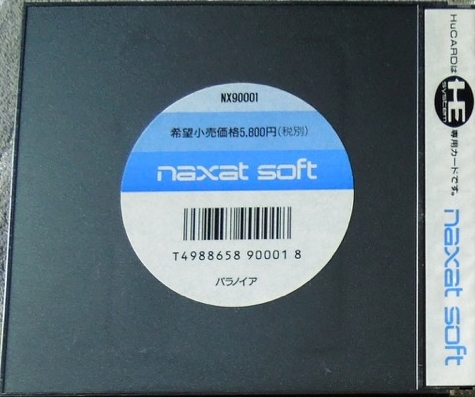 NX90001
希望小売価格5,800円(税別)
naxat soft
T4988658 90001 8
パラノイア
HuCARDは
HE
system
専用カードです。
naxat soft